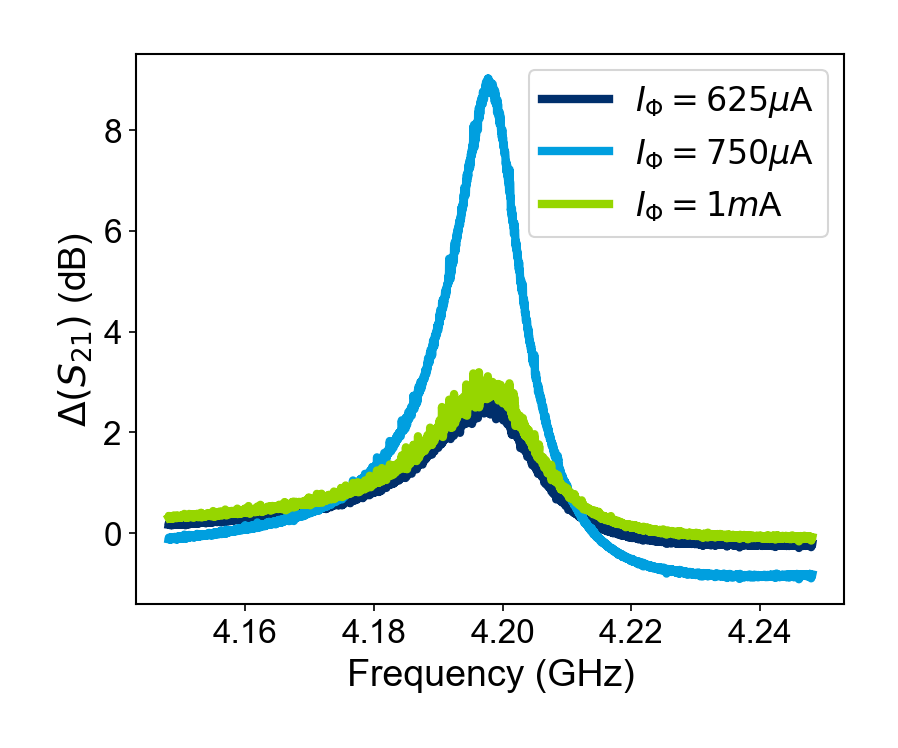 I_Φ = 625μA
I_Φ = 750μA
I_Φ = 1mA
Δ(S_21) (dB)
8
6
4
2
0
4.16 4.18 4.20 4.22 4.24
Frequency (GHz)